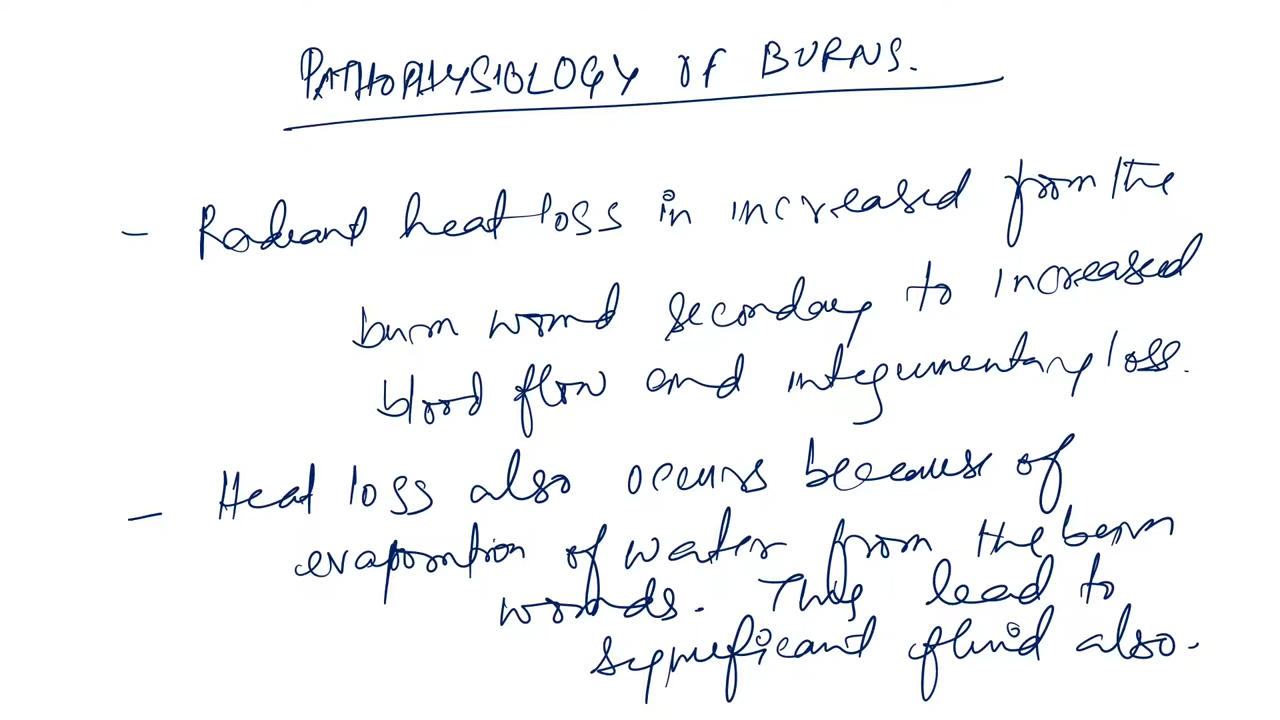 PATHOPHYSIOLOGY OF BURNS.
- Radiant heat loss in increased from the
burn wound secondary to increased
blood flow and integumentary loss.
- Heat loss also occurs because of
evaporation of water from the burn
wounds. This lead to
significant fluid also.